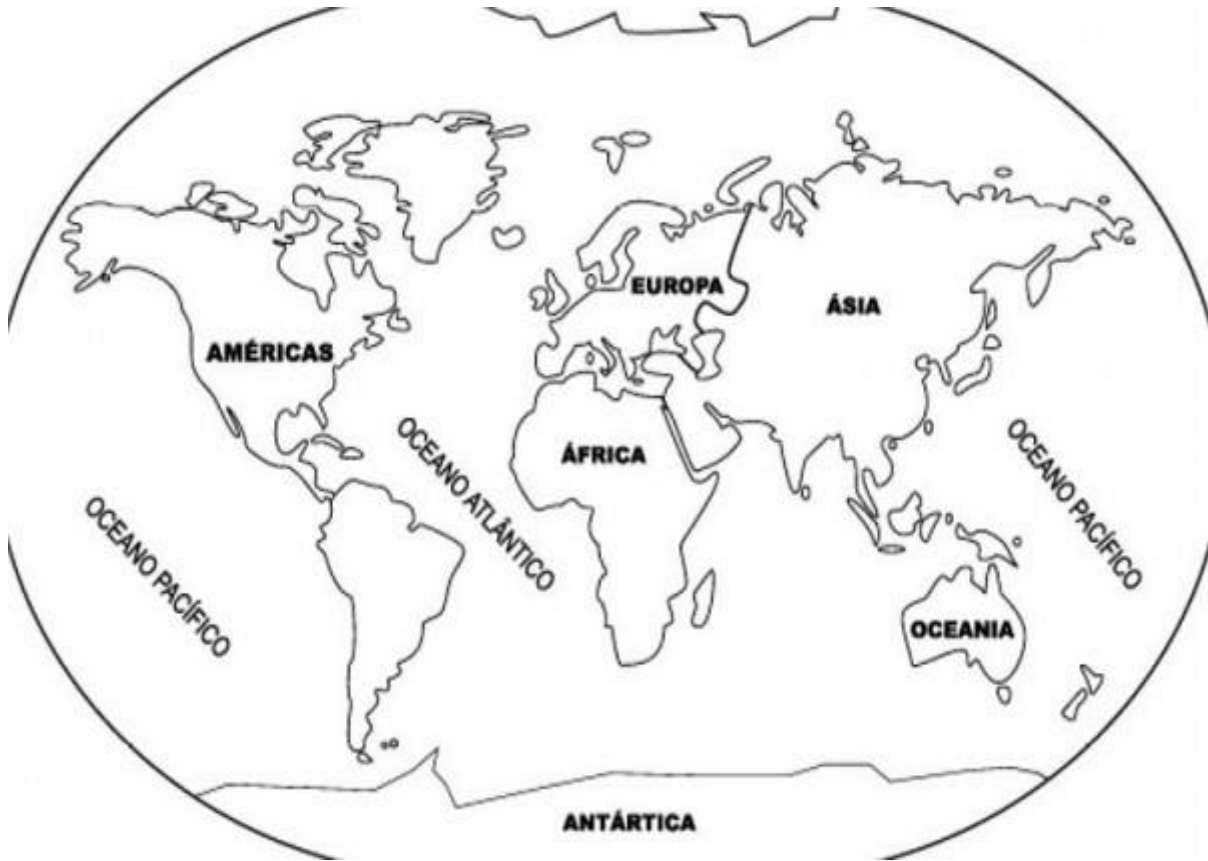 EUROPA
ÁSIA
AMÉRICAS
ÁFRICA
OCEANO ATLÂNTICO
OCEANO PACÍFICO
OCEANO PACÍFICO
OCEANIA
ANTÁRTICA